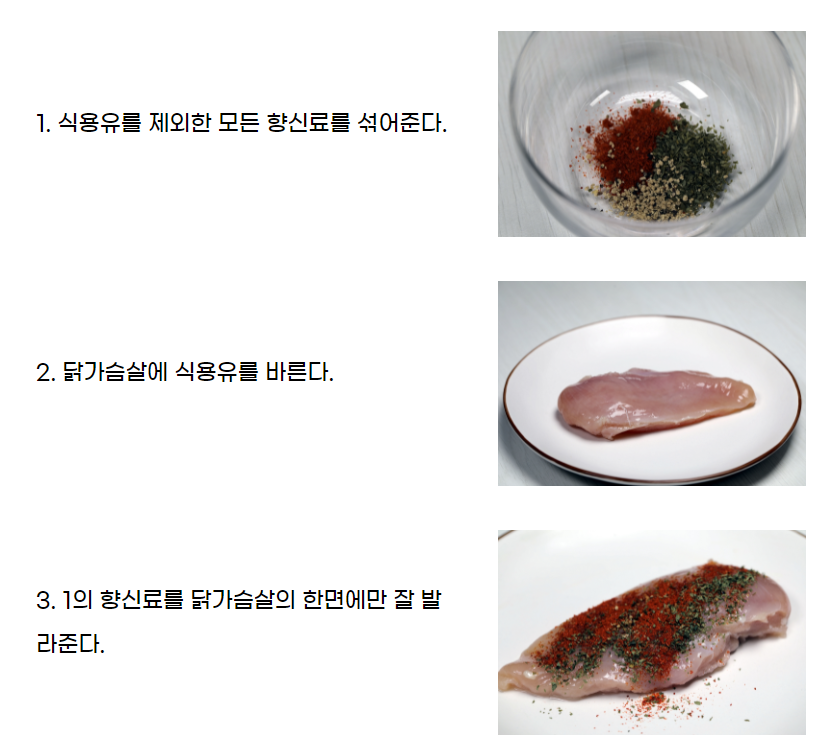 1. 식용유를 제외한 모든 향신료를 섞어준다.
2. 닭가슴살에 식용유를 바른다.
3. 1의 향신료를 닭가슴살의 한면에만 잘 발
라준다.